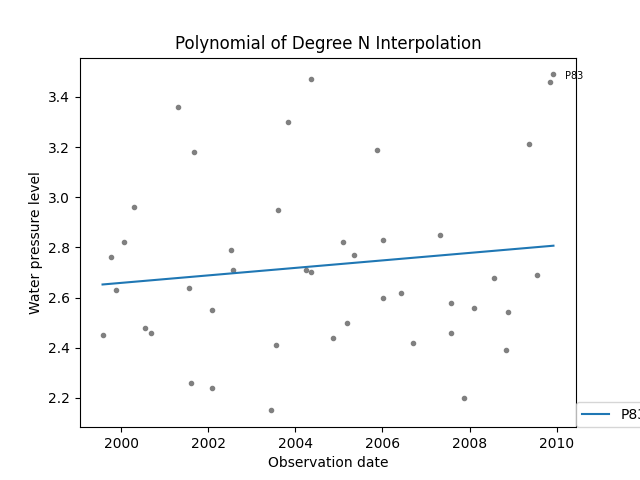 Polynomial of Degree N Interpolation
P83
3.4
3.2
3.0
2.8
2.6
2.4
2.2
Water pressure level
2000 2002 2004 2006 2008 2010
Observation date
P83